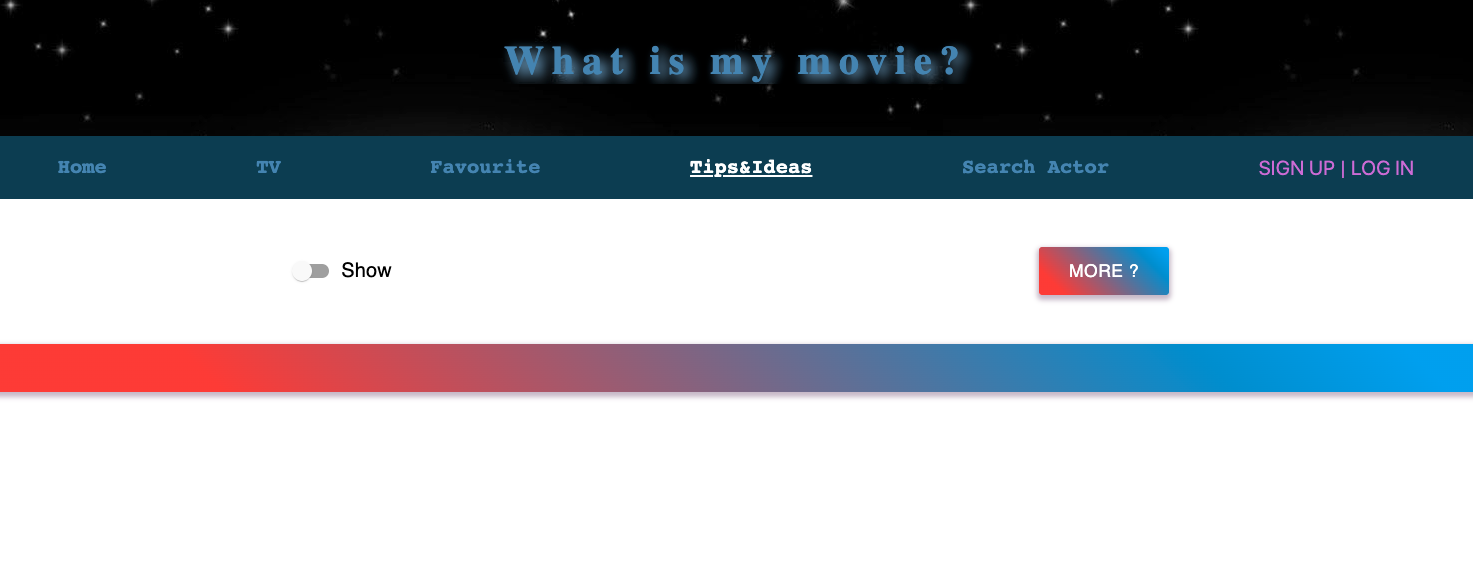 What is my movie?
Home TV Favourite Tips&Ideas Search Actor SIGN UP | LOG IN
Show MORE ?